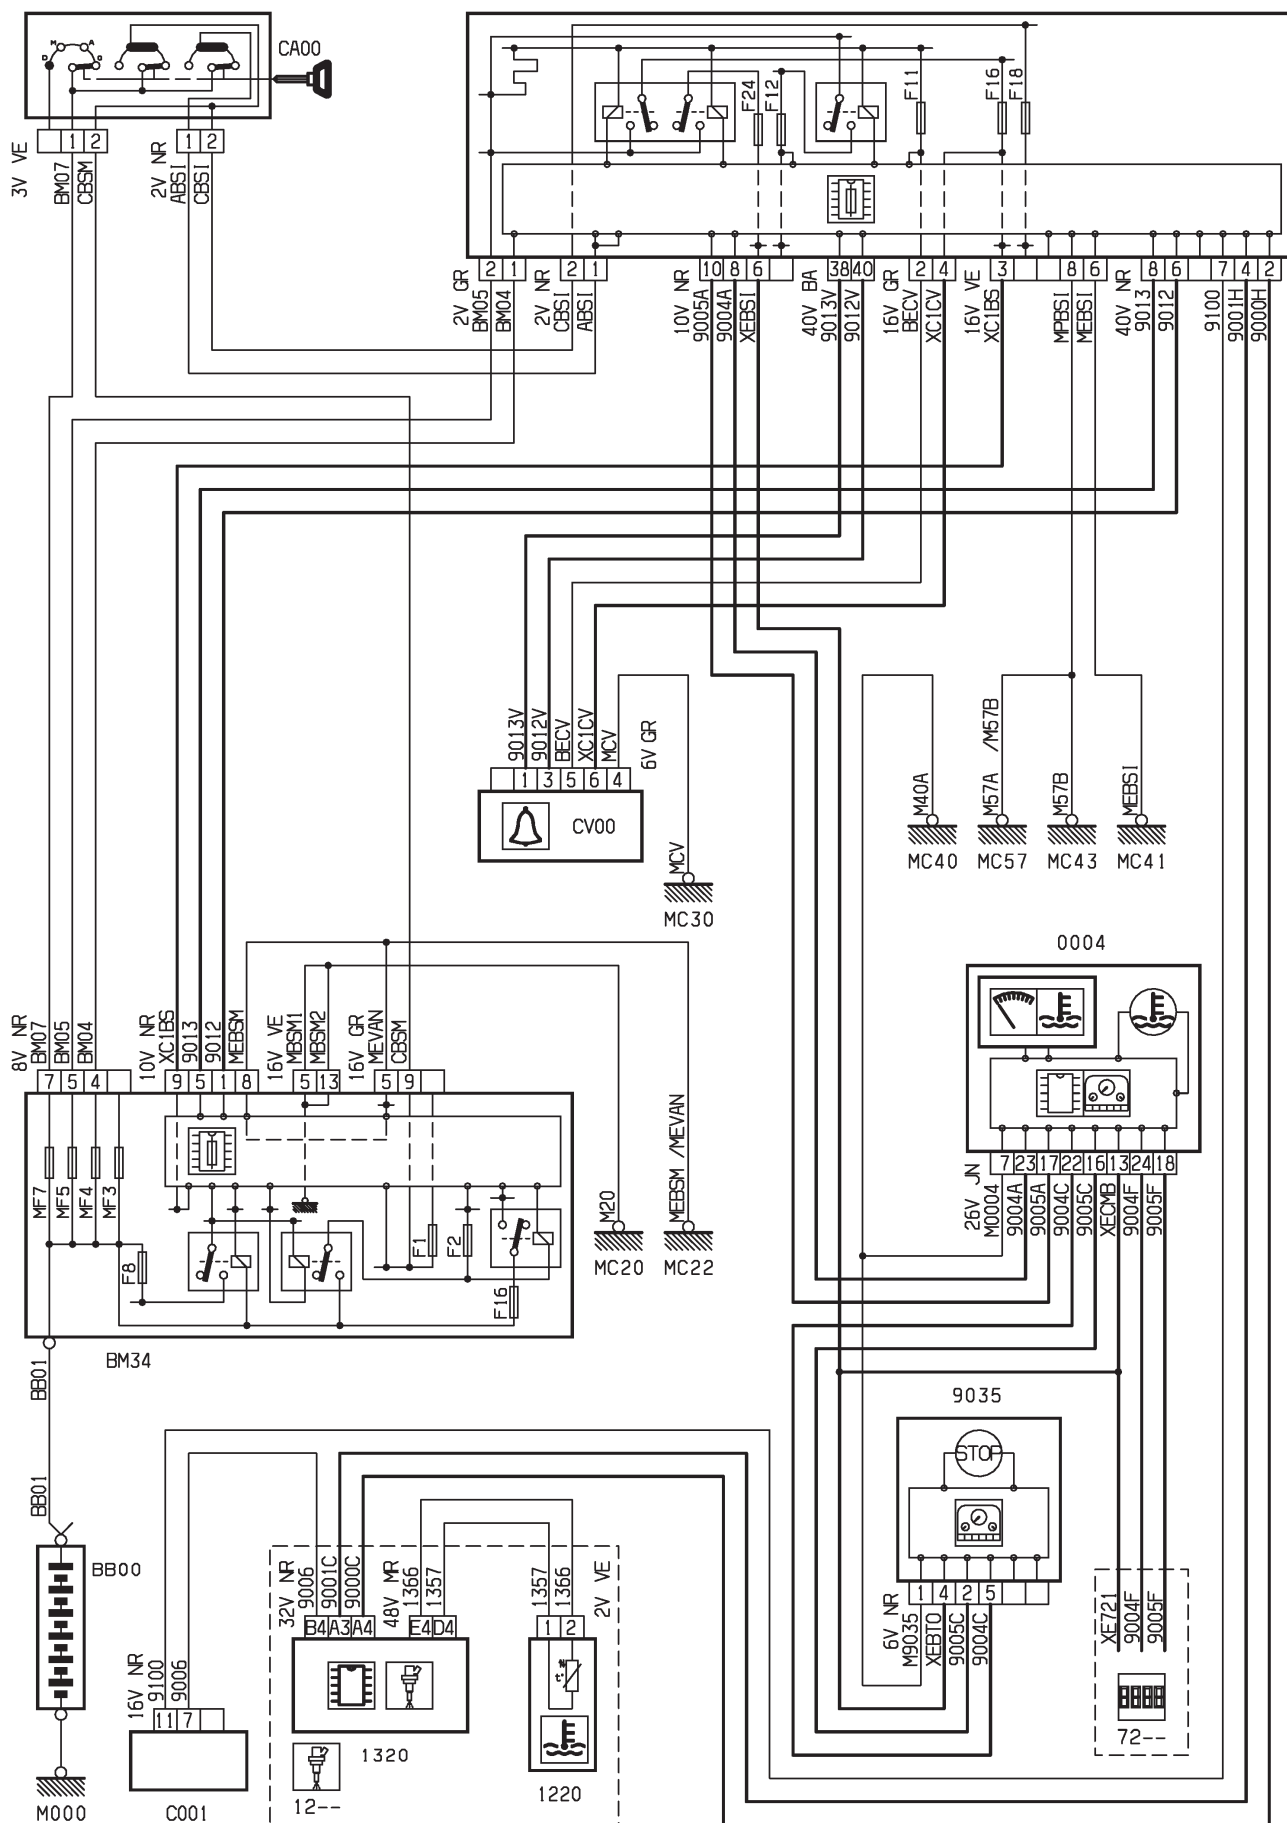 CA00
M A
D D
3V VE
1 2
BM07
CBSM
2V NR
1 2
ABSI
CBSI
F24
F12
F11
F16
F18
2V GR
2 1
BM05
BM04
2V NR
2 1
CBSI
ABSI
10V NR
10 8 6
9005A
9004A
XEBSI
40V BA
38 40
9013V
9012V
16V GR
2 4
BECV
XC1CV
16V VE
3
XC1BS
8 6
MPBSI
MEBSI
40V NR
8 6
9013
9012
7 4 2
9100
9001H
9000H
9013V
9012V
BECV
XC1CV
MCV
6V GR
1 3 5 6 4
CV00
MCV
MC30
M40A
M57A /M57B
M57B
MEBSI
MC40 MC57 MC43 MC41
0004
8V NR
BM07
BM05
BM04
7 5 4
10V NR
XC1BS
9013
9012
MEBSM
9 5 1 8
16V VE
MBSM1
MBSM2
5 13
16V GR
MEVAN
CBSM
5 9
MF7
MF5
MF4
MF3
F8
F1
F2
F16
BM34
M20
MEBSM /MEVAN
MC20 MC22
26V JN
7 23 17 22 16 13 24 18
M0004
9004A
9005A
9004C
9005C
XECMB
9004F
9005F
BB01
BB01
BB00
M000
9035
STOP
6V NR
1 4 2 5
M9035
XEBTO
9005C
9004C
XE721
9004F
9005F
72--
16V NR
9100
9006
11 7
C001
32V NR
9006
9001C
9000C
B4 A3 A4
48V MR
1366
1357
E4 D4
1320
12--
1357
1366
2V VE
1 2
t°
1220